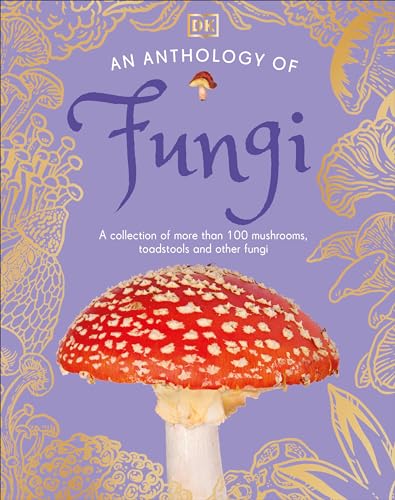 DK
AN ANTHOLOGY OF
Fungi
A collection of more than 100 mushrooms,
toadstools and other fungi